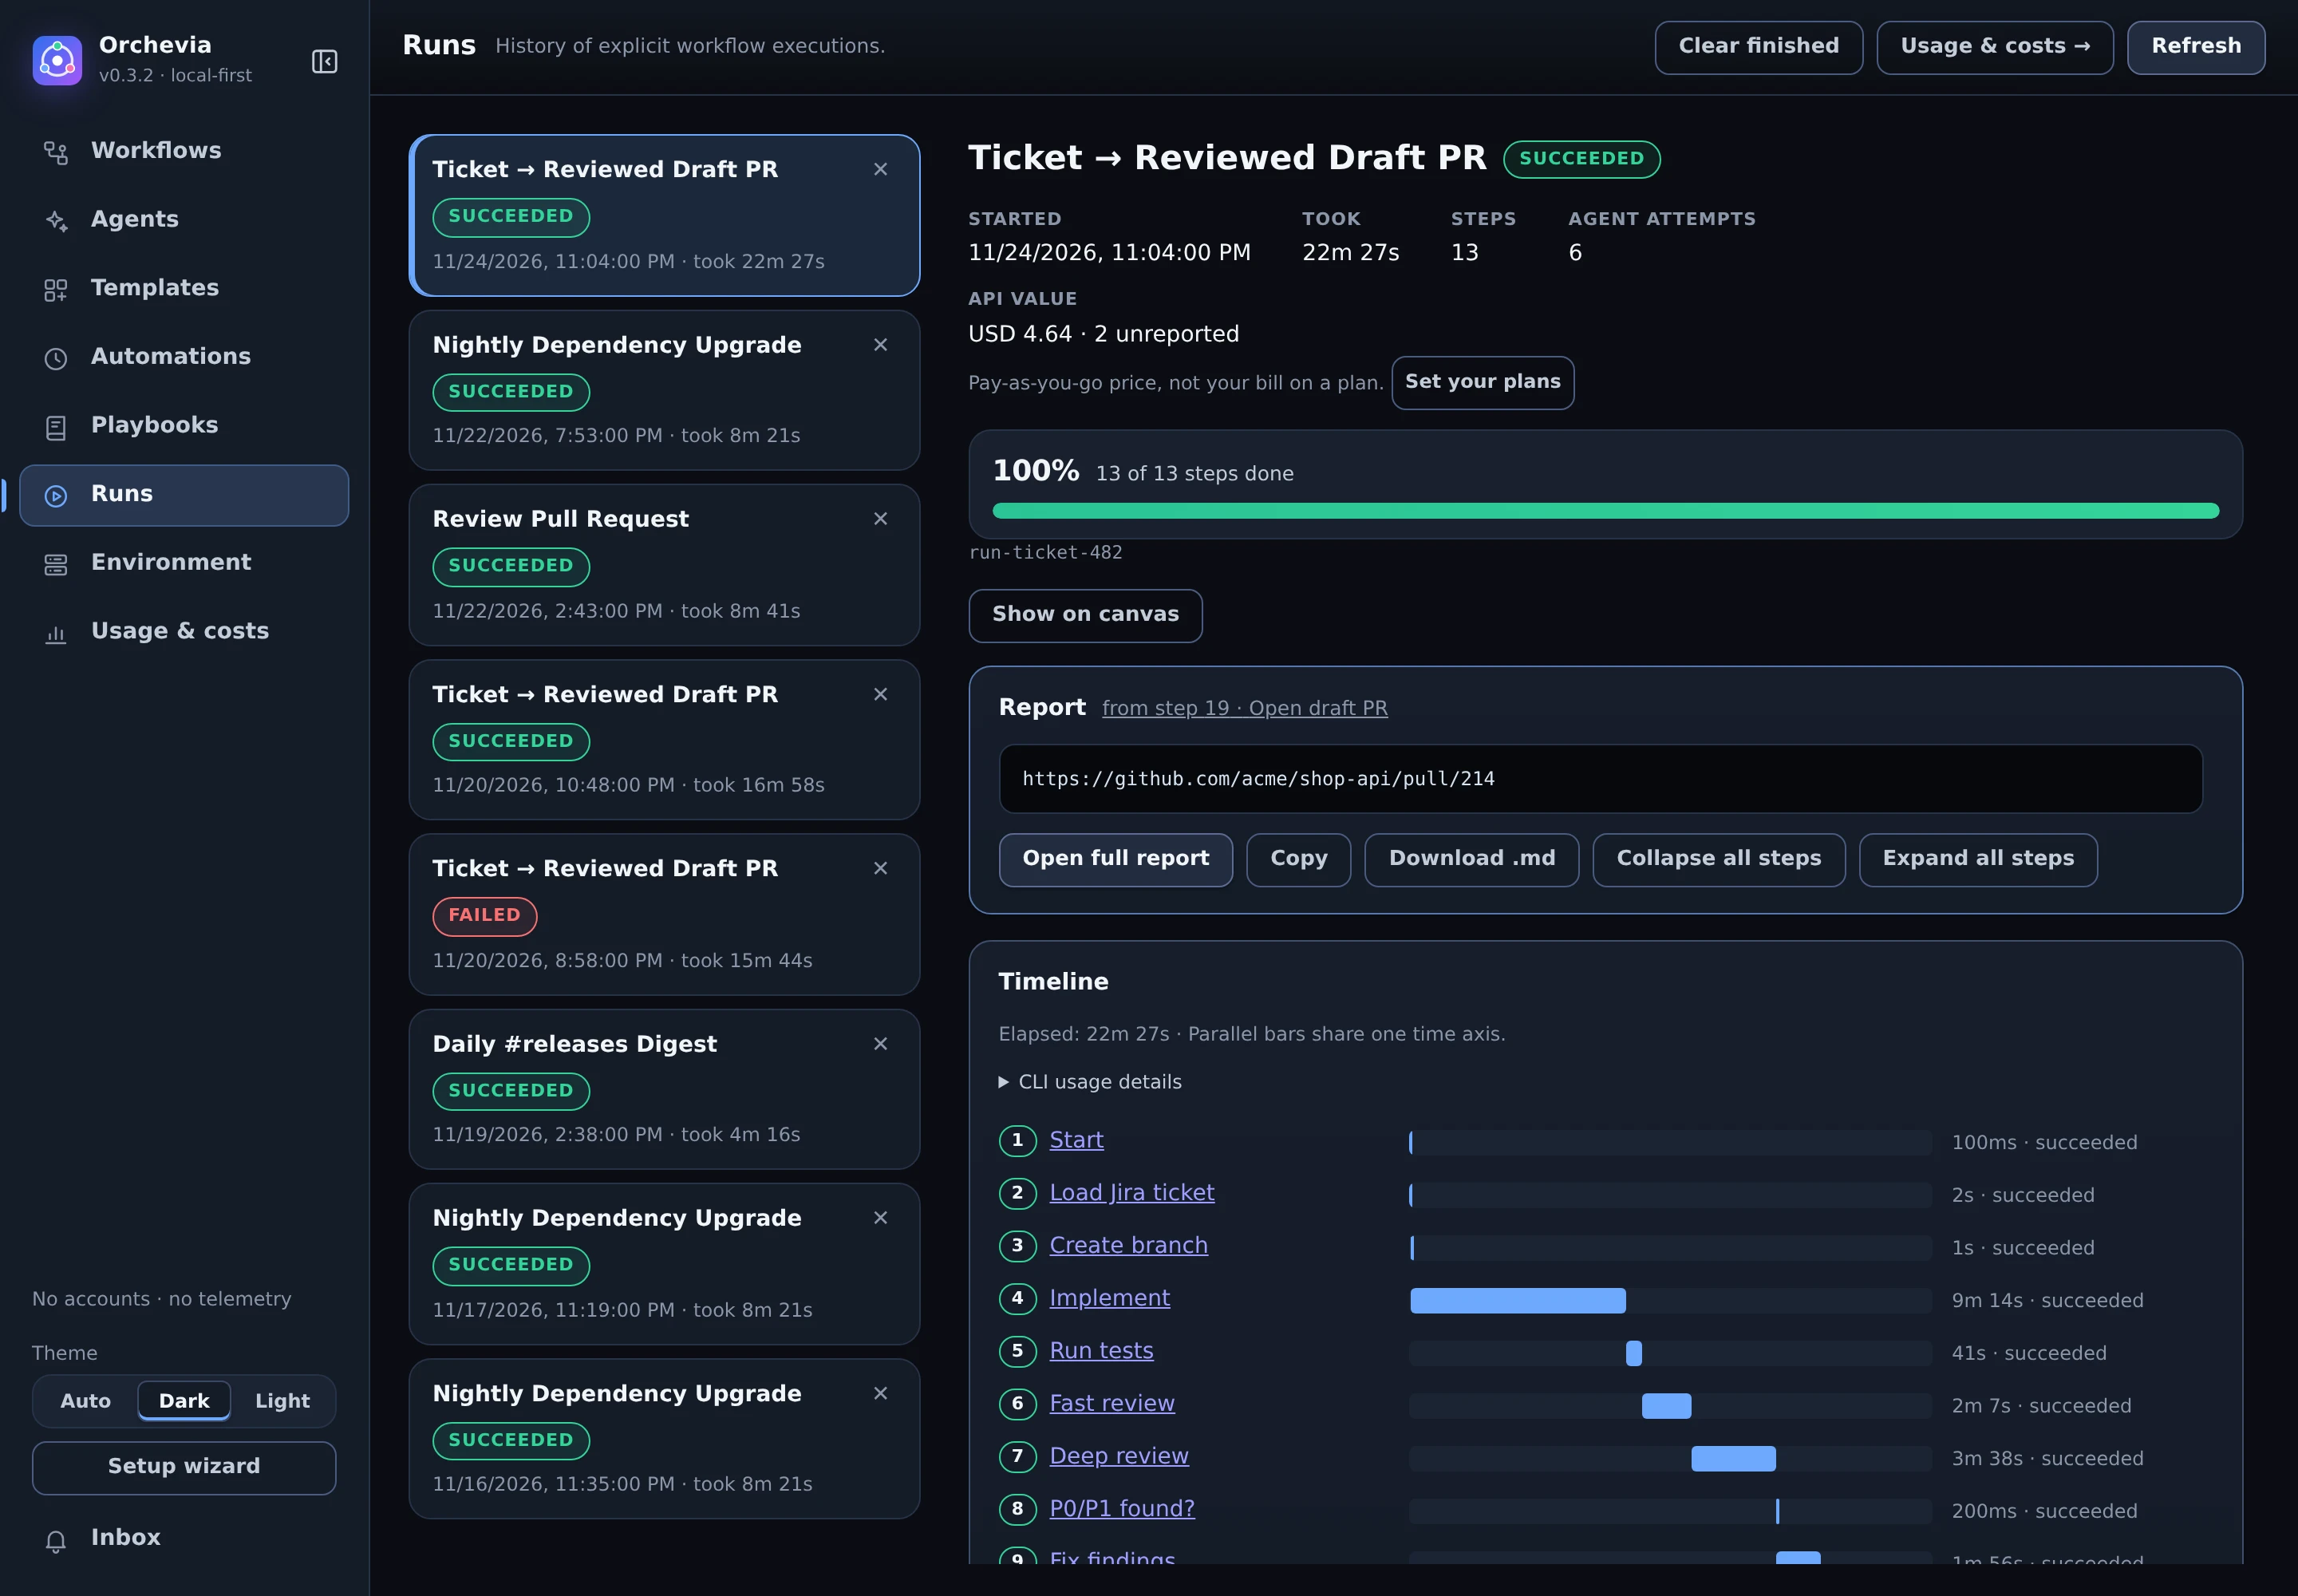 Orchevia
v0.3.2 · local-first
Workflows
Agents
Templates
Automations
Playbooks
Runs
Environment
Usage & costs
No accounts · no telemetry
Theme
Auto Dark Light
Setup wizard
Inbox
Runs History of explicit workflow executions.
Clear finished Usage & costs → Refresh
Ticket → Reviewed Draft PR ✕
SUCCEEDED
11/24/2026, 11:04:00 PM · took 22m 27s
Nightly Dependency Upgrade ✕
SUCCEEDED
11/22/2026, 7:53:00 PM · took 8m 21s
Review Pull Request ✕
SUCCEEDED
11/22/2026, 2:43:00 PM · took 8m 41s
Ticket → Reviewed Draft PR ✕
SUCCEEDED
11/20/2026, 10:48:00 PM · took 16m 58s
Ticket → Reviewed Draft PR ✕
FAILED
11/20/2026, 8:58:00 PM · took 15m 44s
Daily #releases Digest ✕
SUCCEEDED
11/19/2026, 2:38:00 PM · took 4m 16s
Nightly Dependency Upgrade ✕
SUCCEEDED
11/17/2026, 11:19:00 PM · took 8m 21s
Nightly Dependency Upgrade ✕
SUCCEEDED
11/16/2026, 11:35:00 PM · took 8m 21s
Ticket → Reviewed Draft PR SUCCEEDED
STARTED TOOK STEPS AGENT ATTEMPTS
11/24/2026, 11:04:00 PM 22m 27s 13 6
API VALUE
USD 4.64 · 2 unreported
Pay-as-you-go price, not your bill on a plan. Set your plans
100% 13 of 13 steps done
run-ticket-482
Show on canvas
Report from step 19 · Open draft PR
https://github.com/acme/shop-api/pull/214
Open full report Copy Download .md Collapse all steps Expand all steps
Timeline
Elapsed: 22m 27s · Parallel bars share one time axis.
▶ CLI usage details
1 Start 100ms · succeeded
2 Load Jira ticket 2s · succeeded
3 Create branch 1s · succeeded
4 Implement 9m 14s · succeeded
5 Run tests 41s · succeeded
6 Fast review 2m 7s · succeeded
7 Deep review 3m 38s · succeeded
8 P0/P1 found? 200ms · succeeded
9 Fix findings 1m 56s · succeeded